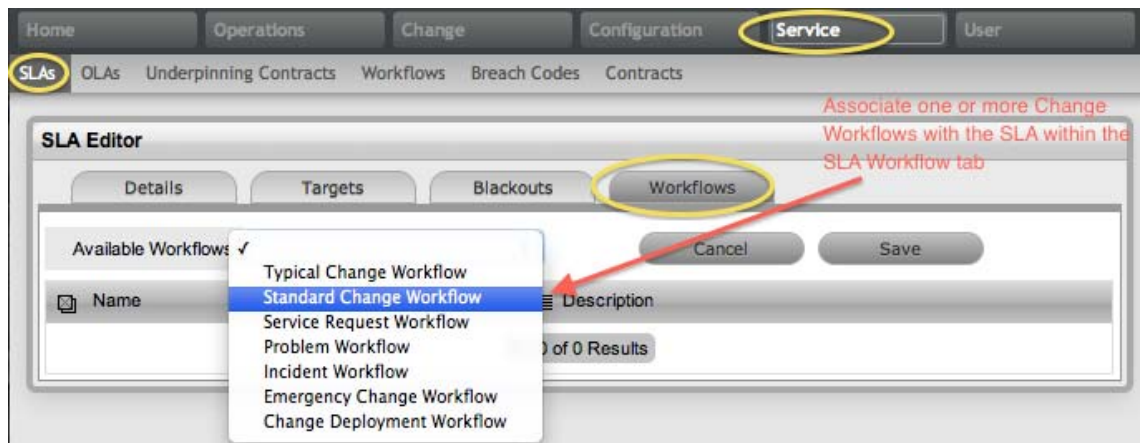 Home Operations Change Configuration Service User
SLAs OLAs Underpinning Contracts Workflows Breach Codes Contracts
Associate one or more Change
Workflows with the SLA within the
SLA Workflow tab
SLA Editor
Details Targets Blackouts Workflows
Available Workflows ✓ Cancel Save
Typical Change Workflow
Name Standard Change Workflow Description
Service Request Workflow
Problem Workflow of 0 Results
Incident Workflow
Emergency Change Workflow
Change Deployment Workflow